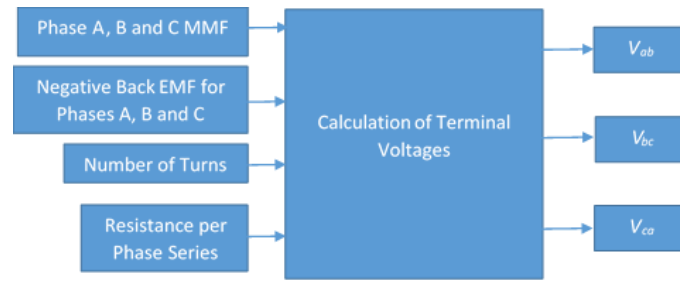 Phase A, B and C MMF
Negative Back EMF for
Phases A, B and C
Number of Turns
Resistance per
Phase Series
Calculation of Terminal
Voltages
Vab
Vbc
Vca